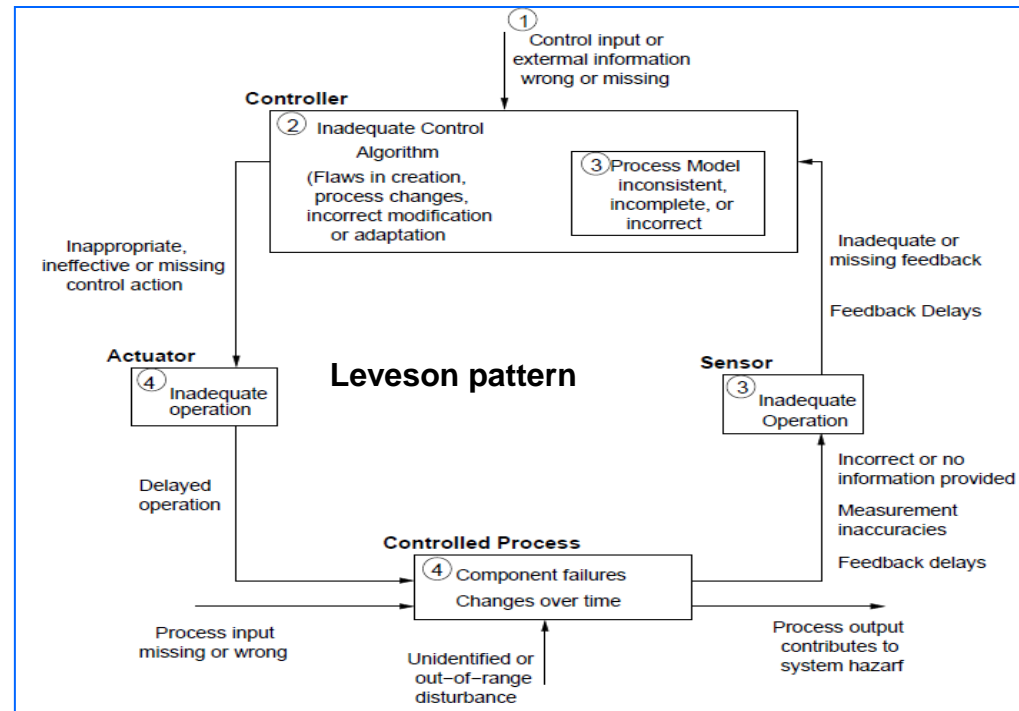 1
Control input or
extermal information
wrong or missing
Controller
2 Inadequate Control
Algorithm
(Flaws in creation,
process changes,
incorrect modification
or adaptation
3 Process Model
inconsistent,
incomplete, or
incorrect
Inappropriate,
ineffective or missing
control action
Inadequate or
missing feedback
Feedback Delays
Actuator
4 Inadequate
operation
Leveson pattern
Sensor
3 Inadequate
Operation
Delayed
operation
Incorrect or no
information provided
Measurement
inaccuracies
Feedback delays
Controlled Process
4 Component failures
Changes over time
Process input
missing or wrong
Unidentified or
out−of−range
disturbance
Process output
contributes to
system hazarf